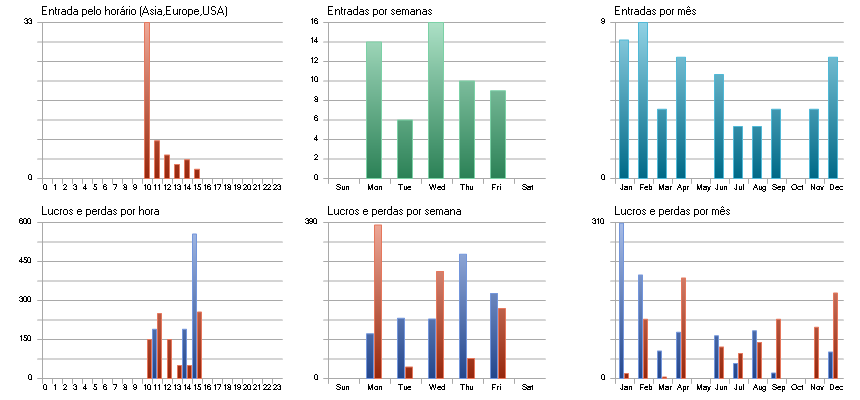 Entrada pelo horário (Asia,Europe,USA)
33
0
0 1 2 3 4 5 6 7 8 9 10 11 12 13 14 15 16 17 18 19 20 21 22 23
Entradas por semanas
16
14
12
10
8
6
4
2
0
Sun Mon Tue Wed Thu Fri Sat
Entradas por mês
9
0
Jan Feb Mar Apr May Jun Jul Aug Sep Oct Nov Dec
Lucros e perdas por hora
600
450
300
150
0
0 1 2 3 4 5 6 7 8 9 10 11 12 13 14 15 16 17 18 19 20 21 22 23
Lucros e perdas por semana
390
0
Sun Mon Tue Wed Thu Fri Sat
Lucros e perdas por mês
310
0
Jan Feb Mar Apr May Jun Jul Aug Sep Oct Nov Dec